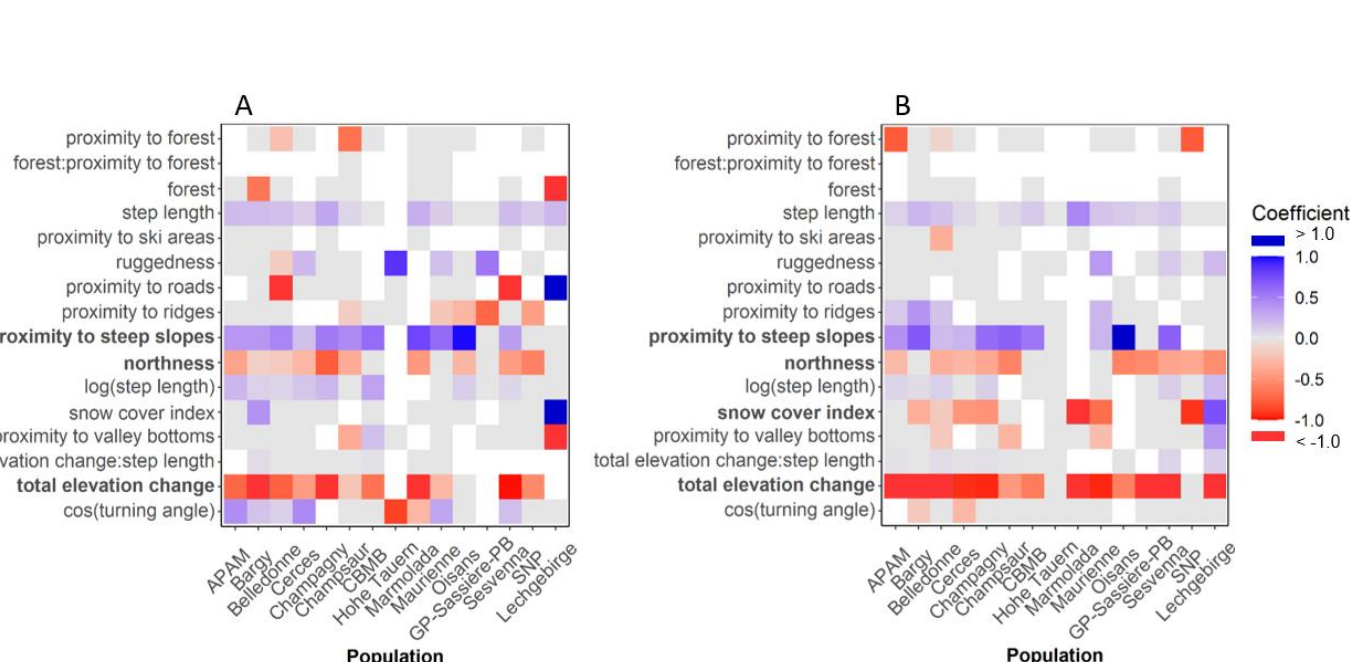 A
proximity to forest
forest:proximity to forest
forest
step length
proximity to ski areas
ruggedness
proximity to roads
proximity to ridges
roximity to steep slopes
northness
log(step length)
snow cover index
proximity to valley bottoms
vation change:step length
total elevation change
cos(turning angle)
APAM
Bargy
Belledonne
Cerces
Champagny
Champsaur
CBMB
Hohe Tauern
Marmolada
Maurienne
Oisans
GP-Sassière-PB
Sesvenna
SNP
Lechgebirge
Population
B
proximity to forest
forest:proximity to forest
forest
step length
proximity to ski areas
ruggedness
proximity to roads
proximity to ridges
proximity to steep slopes
northness
log(step length)
snow cover index
proximity to valley bottoms
total elevation change:step length
total elevation change
cos(turning angle)
APAM
Bargy
Belledonne
Cerces
Champagny
Champsaur
CBMB
Hohe Tauern
Marmolada
Maurienne
Oisans
GP-Sassière-PB
Sesvenna
SNP
Lechgebirge
Population
Coefficient
> 1.0
1.0
0.5
0.0
-0.5
-1.0
< -1.0